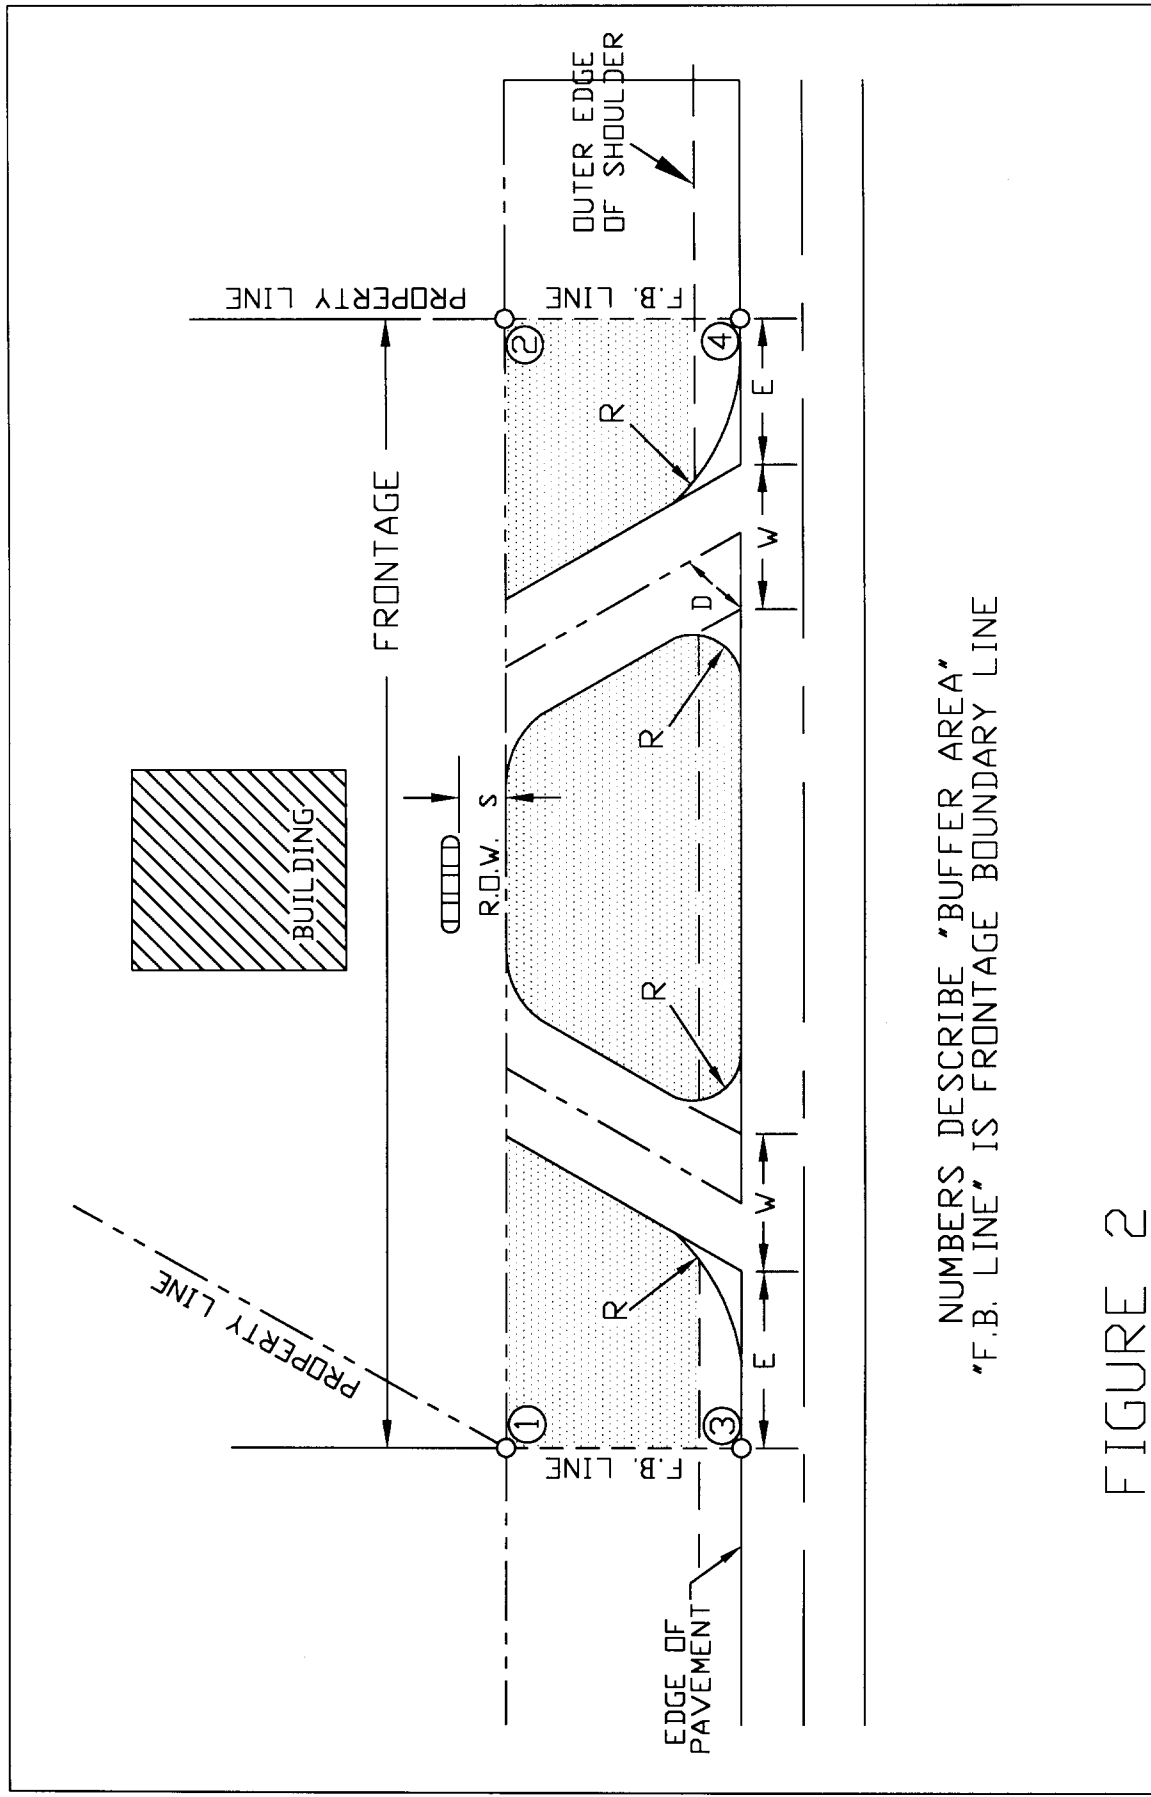 BUILDING
FRONTAGE
PROPERTY LINE
PROPERTY LINE
R.O.W.
S
1
2
F.B. LINE
F.B. LINE
OUTER EDGE
OF SHOULDER
R
R
R
R
D
3
4
EDGE OF
PAVEMENT
E
W
W
E
NUMBERS DESCRIBE "BUFFER AREA"
"F.B. LINE" IS FRONTAGE BOUNDARY LINE
FIGURE 2